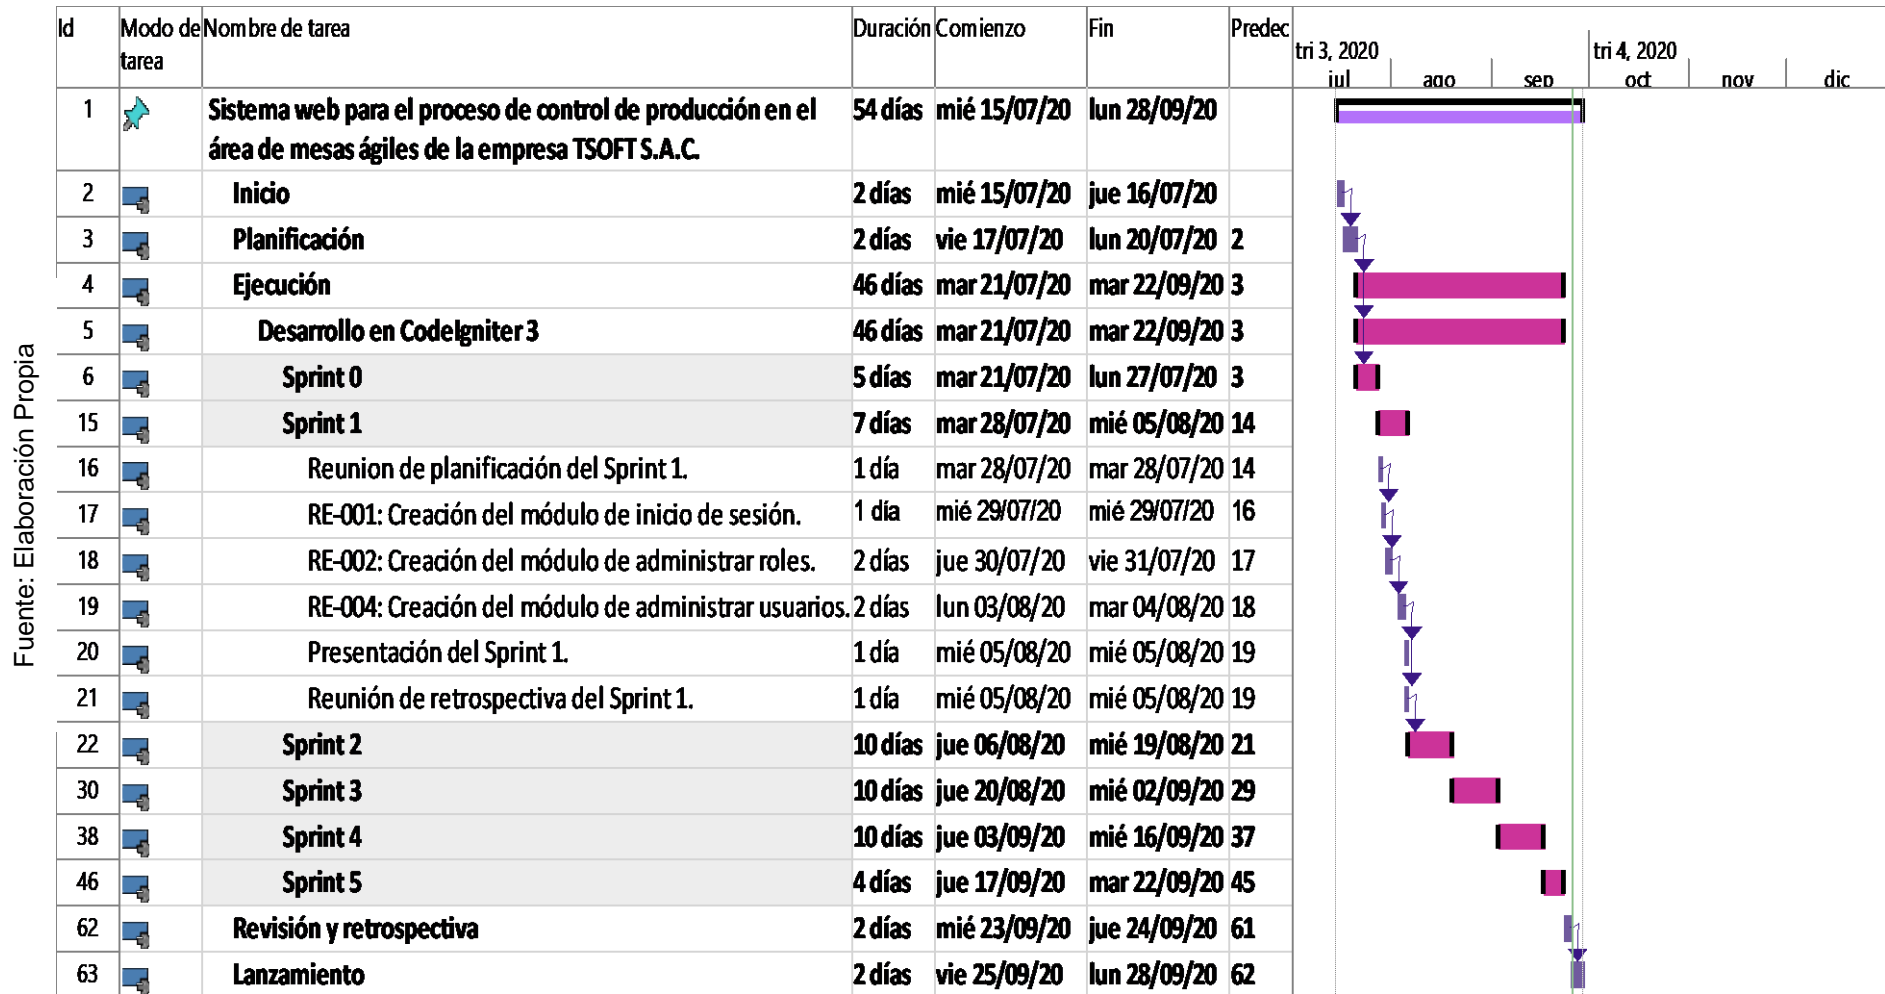 Id Modo de tarea Nombre de tarea Duración Comienzo Fin Predec
tri 3, 2020 tri 4, 2020
jul ago sep oct nov dic
1 Sistema web para el proceso de control de producción en el área de mesas ágiles de la empresa TSOFT S.A.C. 54 días mié 15/07/20 lun 28/09/20
2 Inicio 2 días mié 15/07/20 jue 16/07/20
3 Planificación 2 días vie 17/07/20 lun 20/07/20 2
4 Ejecución 46 días mar 21/07/20 mar 22/09/20 3
5 Desarrollo en CodeIgniter 3 46 días mar 21/07/20 mar 22/09/20 3
6 Sprint 0 5 días mar 21/07/20 lun 27/07/20 3
15 Sprint 1 7 días mar 28/07/20 mié 05/08/20 14
16 Reunion de planificación del Sprint 1. 1 día mar 28/07/20 mar 28/07/20 14
17 RE-001: Creación del módulo de inicio de sesión. 1 día mié 29/07/20 mié 29/07/20 16
18 RE-002: Creación del módulo de administrar roles. 2 días jue 30/07/20 vie 31/07/20 17
19 RE-004: Creación del módulo de administrar usuarios. 2 días lun 03/08/20 mar 04/08/20 18
20 Presentación del Sprint 1. 1 día mié 05/08/20 mié 05/08/20 19
21 Reunión de retrospectiva del Sprint 1. 1 día mié 05/08/20 mié 05/08/20 19
22 Sprint 2 10 días jue 06/08/20 mié 19/08/20 21
30 Sprint 3 10 días jue 20/08/20 mié 02/09/20 29
38 Sprint 4 10 días jue 03/09/20 mié 16/09/20 37
46 Sprint 5 4 días jue 17/09/20 mar 22/09/20 45
62 Revisión y retrospectiva 2 días mié 23/09/20 jue 24/09/20 61
63 Lanzamiento 2 días vie 25/09/20 lun 28/09/20 62
Fuente: Elaboración Propia